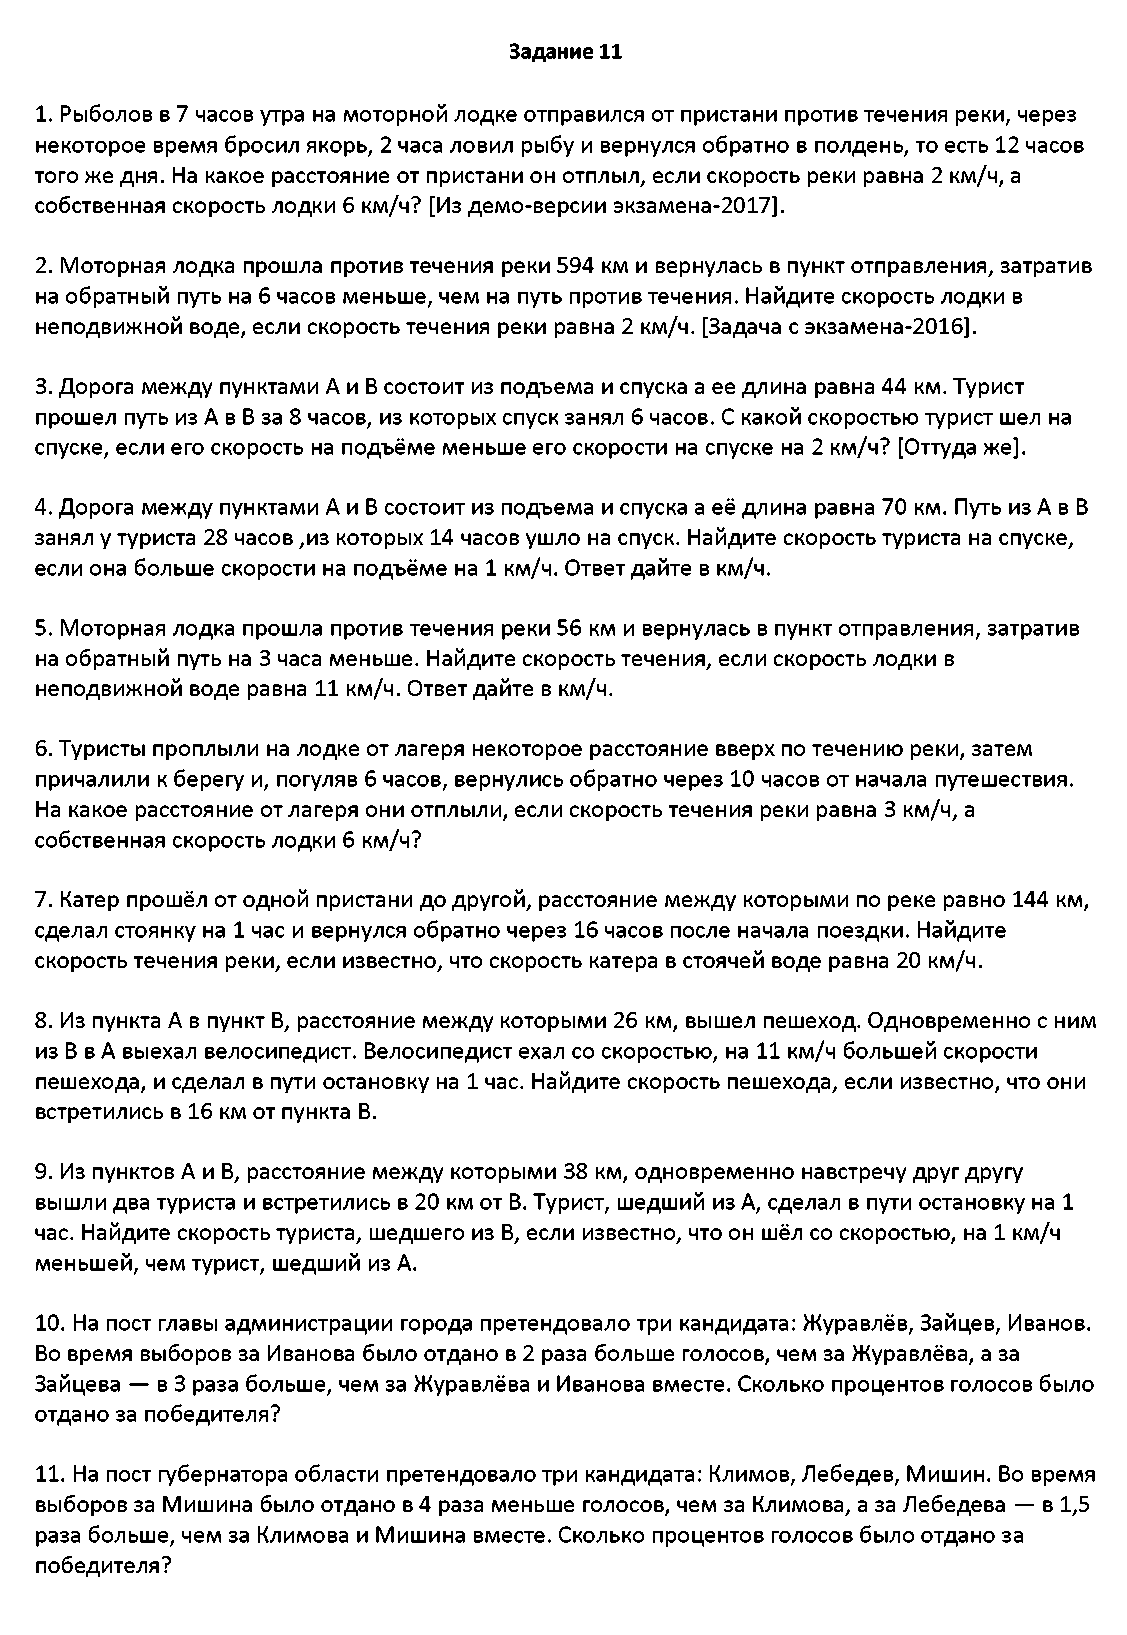 Задание 11
1. Рыболов в 7 часов утра на моторной лодке отправился от пристани против течения реки, через
некоторое время бросил якорь, 2 часа ловил рыбу и вернулся обратно в полдень, то есть 12 часов
того же дня. На какое расстояние от пристани он отплыл, если скорость реки равна 2 км/ч, а
собственная скорость лодки 6 км/ч? [Из демо-версии экзамена-2017].
2. Моторная лодка прошла против течения реки 594 км и вернулась в пункт отправления, затратив
на обратный путь на 6 часов меньше, чем на путь против течения. Найдите скорость лодки в
неподвижной воде, если скорость течения реки равна 2 км/ч. [Задача с экзамена-2016].
3. Дорога между пунктами А и В состоит из подъема и спуска а ее длина равна 44 км. Турист
прошел путь из А в В за 8 часов, из которых спуск занял 6 часов. С какой скоростью турист шел на
спуске, если его скорость на подъёме меньше его скорости на спуске на 2 км/ч? [Оттуда же].
4. Дорога между пунктами А и В состоит из подъема и спуска а её длина равна 70 км. Путь из А в В
занял у туриста 28 часов ,из которых 14 часов ушло на спуск. Найдите скорость туриста на спуске,
если она больше скорости на подъёме на 1 км/ч. Ответ дайте в км/ч.
5. Моторная лодка прошла против течения реки 56 км и вернулась в пункт отправления, затратив
на обратный путь на 3 часа меньше. Найдите скорость течения, если скорость лодки в
неподвижной воде равна 11 км/ч. Ответ дайте в км/ч.
6. Туристы проплыли на лодке от лагеря некоторое расстояние вверх по течению реки, затем
причалили к берегу и, погуляв 6 часов, вернулись обратно через 10 часов от начала путешествия.
На какое расстояние от лагеря они отплыли, если скорость течения реки равна 3 км/ч, а
собственная скорость лодки 6 км/ч?
7. Катер прошёл от одной пристани до другой, расстояние между которыми по реке равно 144 км,
сделал стоянку на 1 час и вернулся обратно через 16 часов после начала поездки. Найдите
скорость течения реки, если известно, что скорость катера в стоячей воде равна 20 км/ч.
8. Из пункта А в пункт В, расстояние между которыми 26 км, вышел пешеход. Одновременно с ним
из В в А выехал велосипедист. Велосипедист ехал со скоростью, на 11 км/ч большей скорости
пешехода, и сделал в пути остановку на 1 час. Найдите скорость пешехода, если известно, что они
встретились в 16 км от пункта В.
9. Из пунктов А и В, расстояние между которыми 38 км, одновременно навстречу друг другу
вышли два туриста и встретились в 20 км от В. Турист, шедший из А, сделал в пути остановку на 1
час. Найдите скорость туриста, шедшего из В, если известно, что он шёл со скоростью, на 1 км/ч
меньшей, чем турист, шедший из А.
10. На пост главы администрации города претендовало три кандидата: Журавлёв, Зайцев, Иванов.
Во время выборов за Иванова было отдано в 2 раза больше голосов, чем за Журавлёва, а за
Зайцева — в 3 раза больше, чем за Журавлёва и Иванова вместе. Сколько процентов голосов было
отдано за победителя?
11. На пост губернатора области претендовало три кандидата: Климов, Лебедев, Мишин. Во время
выборов за Мишина было отдано в 4 раза меньше голосов, чем за Климова, а за Лебедева — в 1,5
раза больше, чем за Климова и Мишина вместе. Сколько процентов голосов было отдано за
победителя?